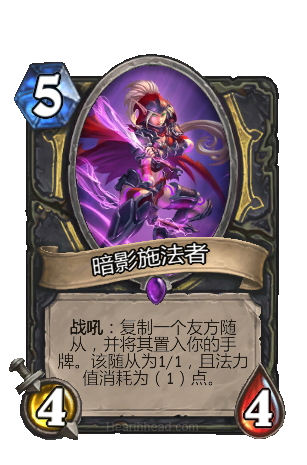 5
暗影施法者
战吼：复制一个友方随
从，并将其置入你的手
牌。该随从为1/1，且法力
值消耗为（1）点。
4
4
Hearthhead.com